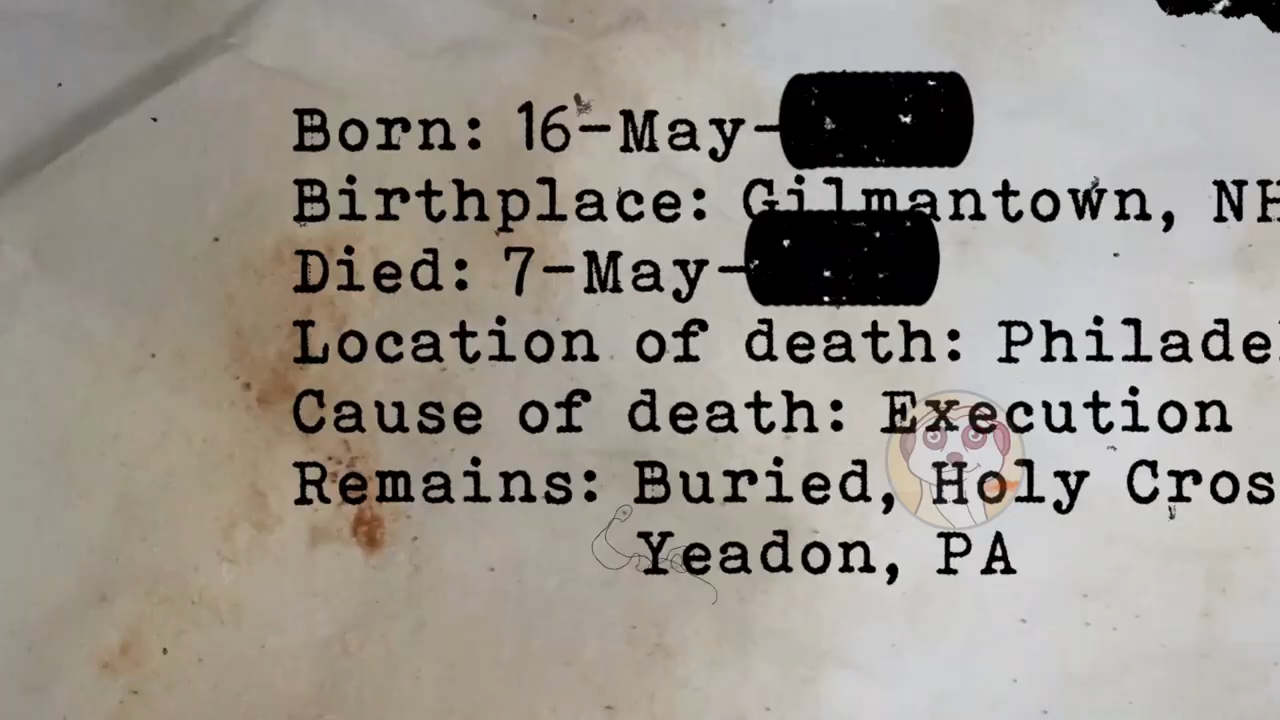 Born: 16-May-
Birthplace: Gilmantown, NH
Died: 7-May-
Location of death: Philade
Cause of death: Execution
Remains: Buried, Holy Cros
Yeadon, PA